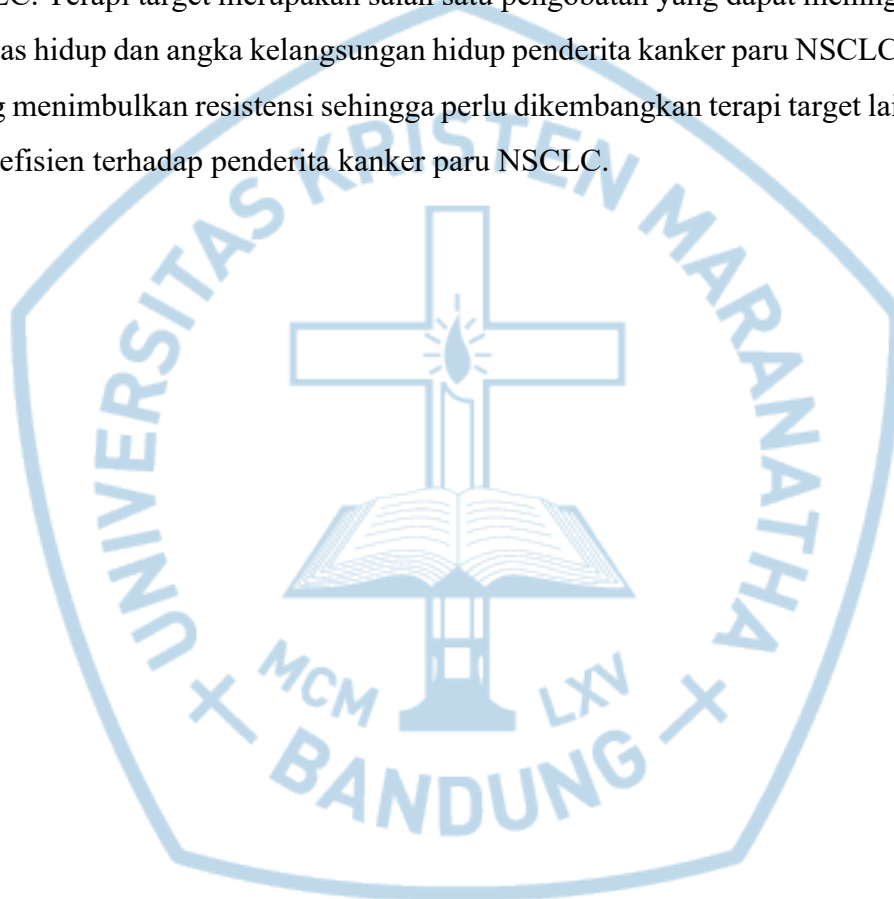 LC. Terapi target merupakan salah satu pengobatan yang dapat mening
as hidup dan angka kelangsungan hidup penderita kanker paru NSCLC
g menimbulkan resistensi sehingga perlu dikembangkan terapi target lai
efisien terhadap penderita kanker paru NSCLC.
UNIVERSITAS KRISTEN MARANATHA
MCM LXV
BANDUNG